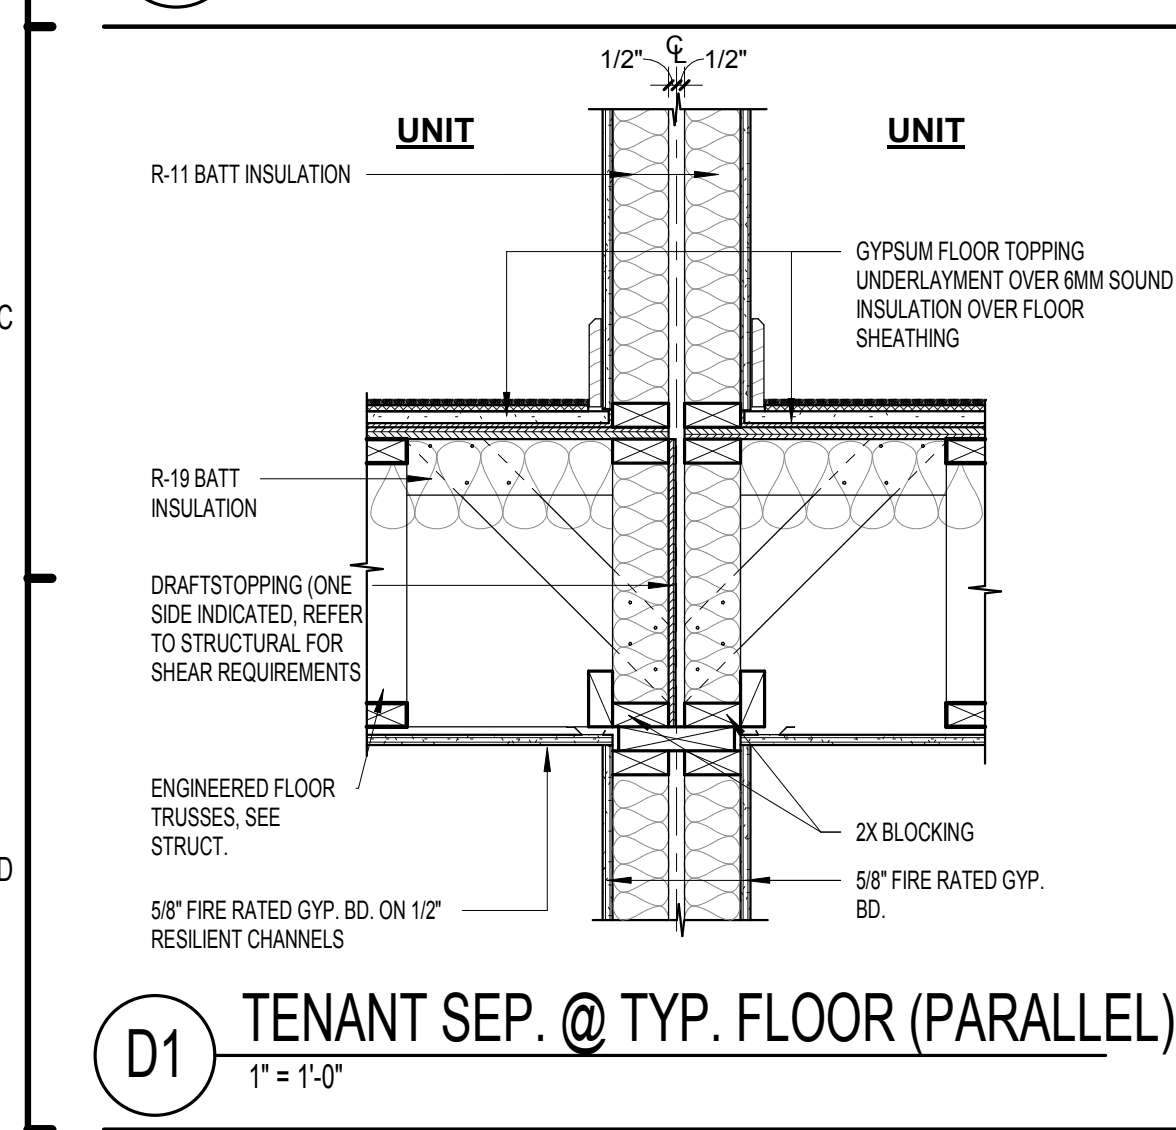 1/2" CL 1/2"
UNIT
UNIT
R-11 BATT INSULATION
GYPSUM FLOOR TOPPING
UNDERLAYMENT OVER 6MM SOUND
INSULATION OVER FLOOR
SHEATHING
C
R-19 BATT
INSULATION
DRAFTSTOPPING (ONE
SIDE INDICATED, REFER
TO STRUCTURAL FOR
SHEAR REQUIREMENTS
ENGINEERED FLOOR
TRUSSES, SEE
STRUCT.
2X BLOCKING
D
5/8" FIRE RATED GYP.
BD.
5/8" FIRE RATED GYP. BD. ON 1/2"
RESILIENT CHANNELS
D1
TENANT SEP. @ TYP. FLOOR (PARALLEL)
1" = 1'-0"